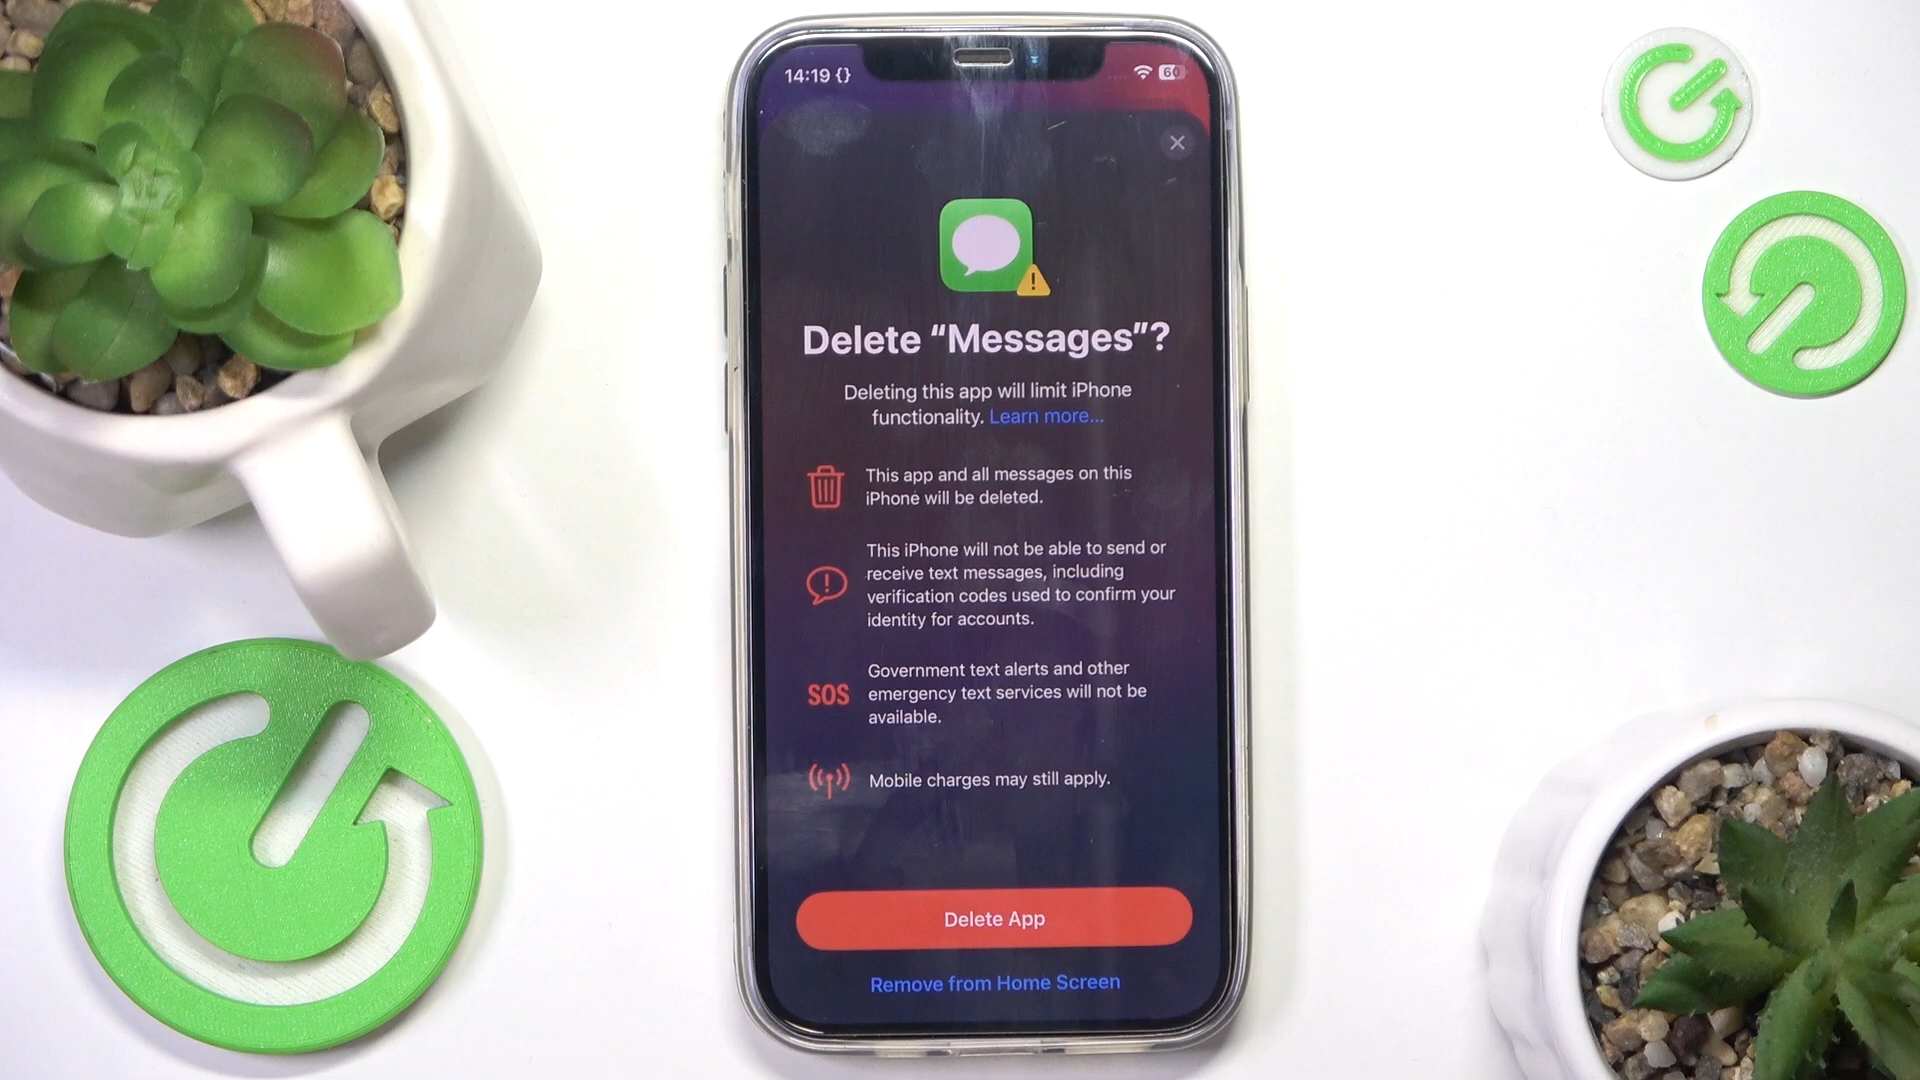 14:19 {}
60
Delete “Messages”?
Deleting this app will limit iPhone
functionality. Learn more...
This app and all messages on this
iPhone will be deleted.
This iPhone will not be able to send or
receive text messages, including
verification codes used to confirm your
identity for accounts.
SOS
Government text alerts and other
emergency text services will not be
available.
Mobile charges may still apply.
Delete App
Remove from Home Screen